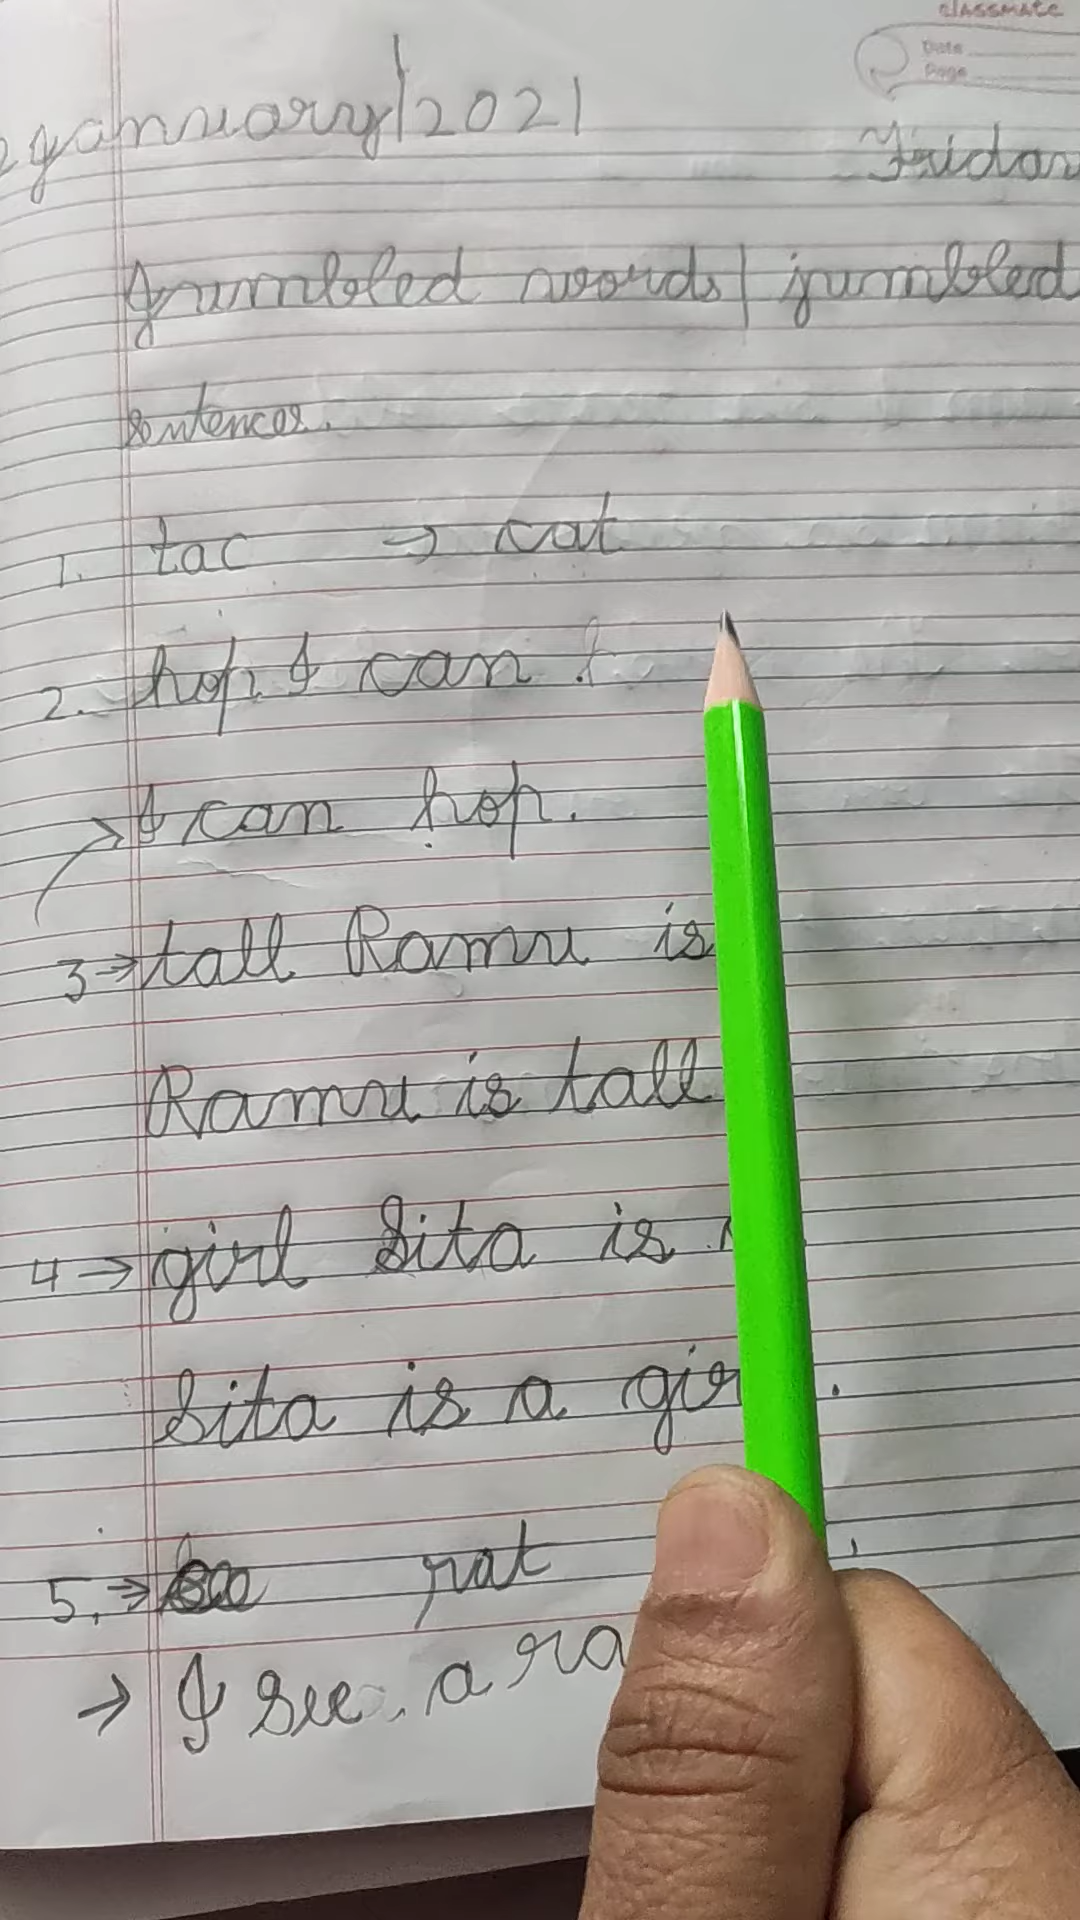 classmate
Date
Page
January/2021
Friday
Jumbled words/jumbled
sentences.
1. tac → cat
2. hop I can .
→ I can hop.
3 → tall Ramu is
Ramu is tall
4 → girl Sita is
Sita is a gir .
5. → rat
→ I see a ra